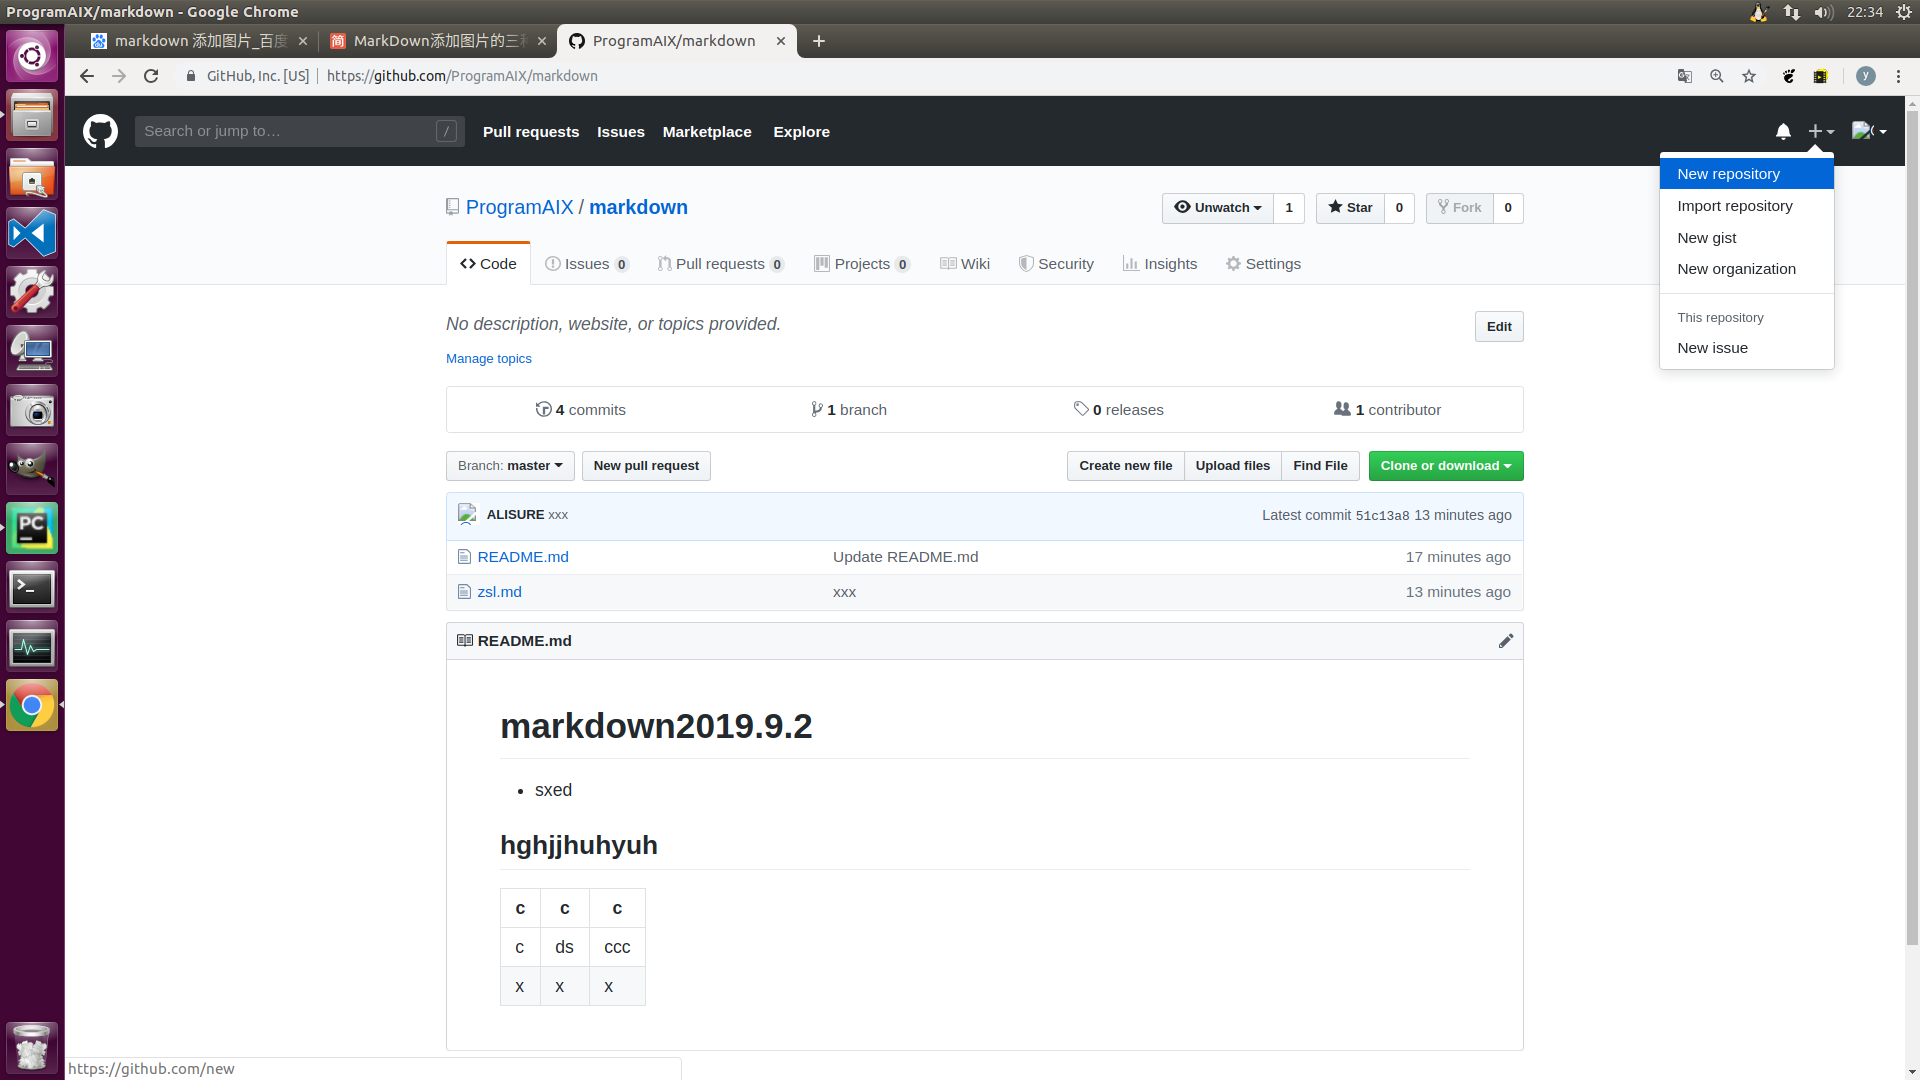 ProgramAIX/markdown - Google Chrome
22:34
markdown 添加图片_百度
MarkDown添加图片的三种
ProgramAIX/markdown
GitHub, Inc. [US]
https://github.com/ProgramAIX/markdown
y
Search or jump to…
/
Pull requests
Issues
Marketplace
Explore
New repository
Import repository
New gist
New organization
This repository
New issue
ProgramAIX / markdown
Unwatch 1
Star 0
Fork 0
Code
Issues 0
Pull requests 0
Projects 0
Wiki
Security
Insights
Settings
No description, website, or topics provided.
Edit
Manage topics
4 commits
1 branch
0 releases
1 contributor
Branch: master
New pull request
Create new file
Upload files
Find File
Clone or download
ALISURE xxx
Latest commit 51c13a8 13 minutes ago
README.md
Update README.md
17 minutes ago
zsl.md
xxx
13 minutes ago
README.md
markdown2019.9.2
• sxed
hghjjhuhyuh
c c c
c ds ccc
x x x
https://github.com/new